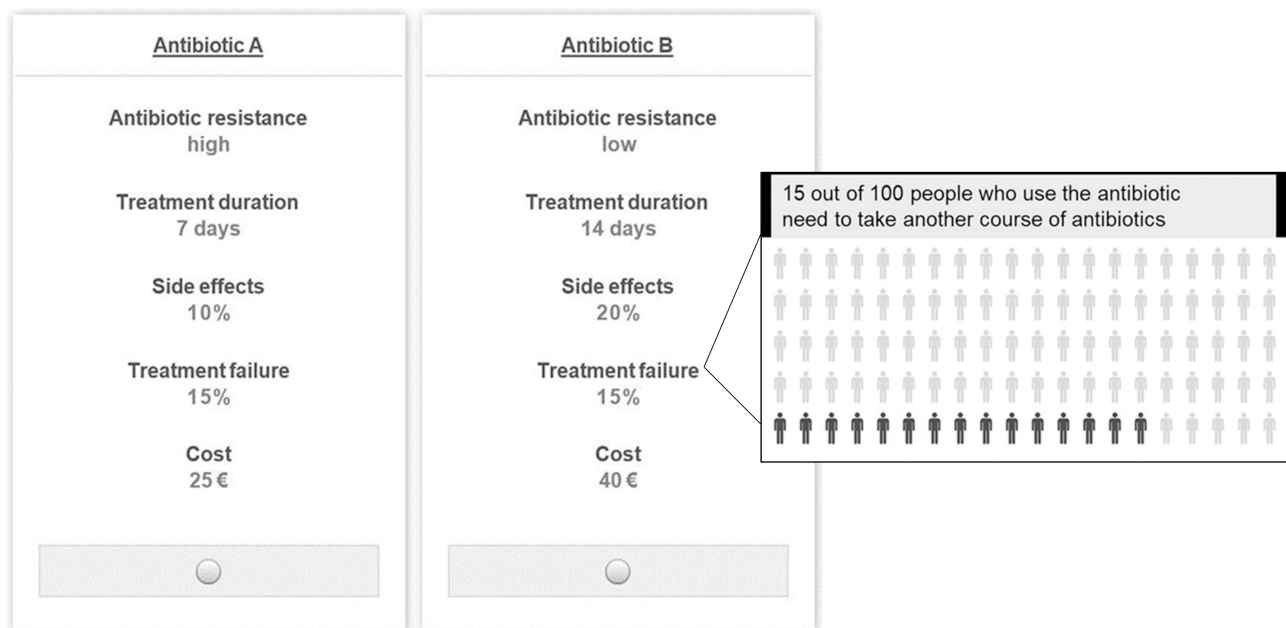 Antibiotic A
Antibiotic resistance
high
Treatment duration
7 days
Side effects
10%
Treatment failure
15%
Cost
25 €
Antibiotic B
Antibiotic resistance
low
Treatment duration
14 days
Side effects
20%
Treatment failure
15%
Cost
40 €
15 out of 100 people who use the antibiotic
need to take another course of antibiotics